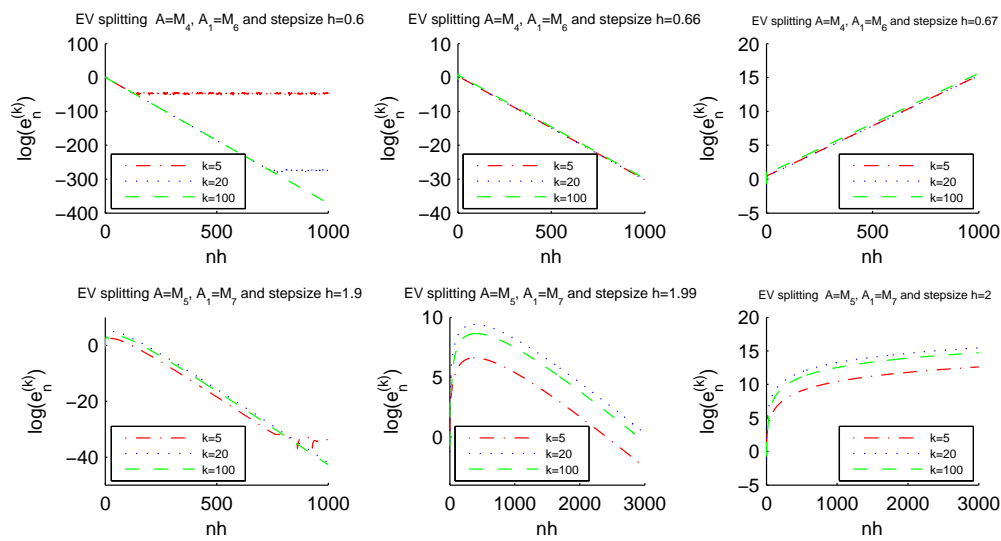 EV splitting A=M4, A1=M6 and stepsize h=0.6
100
0
−100
−200
−300
−400
0
500
1000
log(en(k))
nh
k=5
k=20
k=100
EV splitting A=M4, A1=M6 and stepsize h=0.66
10
0
−10
−20
−30
−40
0
500
1000
log(en(k))
nh
k=5
k=20
k=100
EV splitting A=M4, A1=M6 and stepsize h=0.67
20
15
10
5
0
−5
0
500
1000
log(en(k))
nh
k=5
k=20
k=100
EV splitting A=M5, A1=M7 and stepsize h=1.9
0
−20
−40
0
500
1000
log(en(k))
nh
k=5
k=20
k=100
EV splitting A=M5, A1=M7 and stepsize h=1.99
10
5
0
0
1000
2000
3000
log(en(k))
nh
k=5
k=20
k=100
EV splitting A=M5, A1=M7 and stepsize h=2
20
15
10
5
0
−5
0
1000
2000
3000
log(en(k))
nh
k=5
k=20
k=100